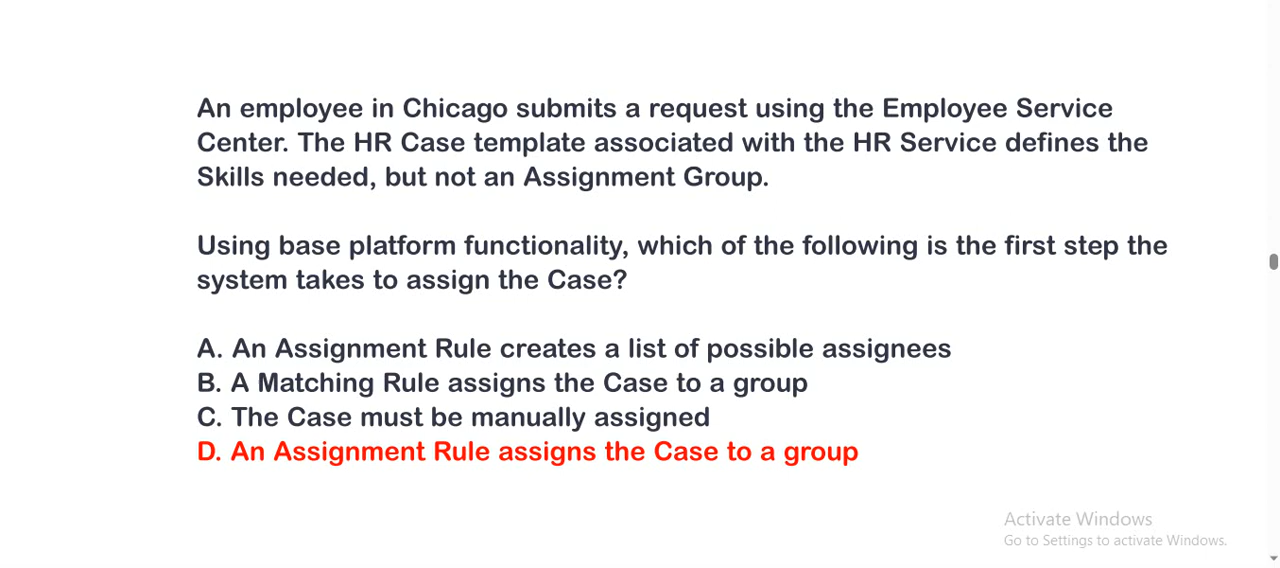 An employee in Chicago submits a request using the Employee Service
Center. The HR Case template associated with the HR Service defines the
Skills needed, but not an Assignment Group.
Using base platform functionality, which of the following is the first step the
system takes to assign the Case?
A. An Assignment Rule creates a list of possible assignees
B. A Matching Rule assigns the Case to a group
C. The Case must be manually assigned
D. An Assignment Rule assigns the Case to a group
Activate Windows
Go to Settings to activate Windows.